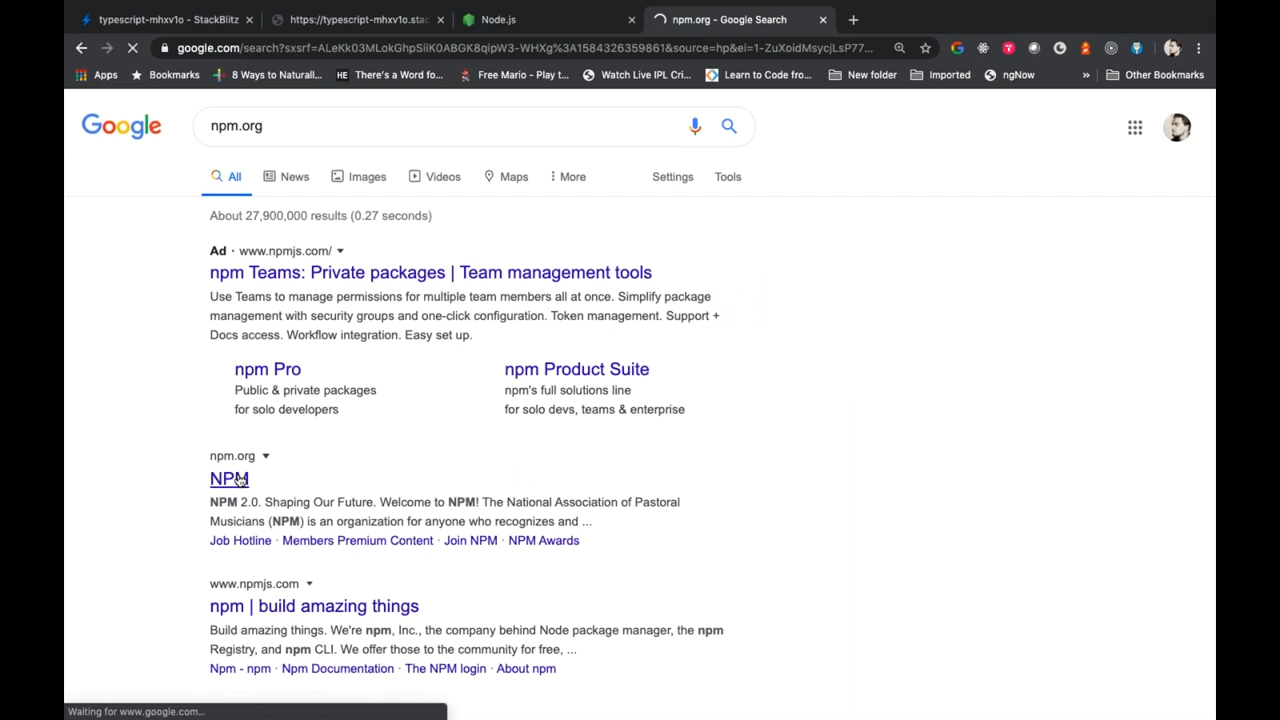 typescript-mhxv1o - StackBlitz
https://typescript-mhxv1o.stac
Node.js
npm.org - Google Search
google.com/search?sxsrf=ALeKk03MLokGhpSiiK0ABGK8qipW3-WHXg%3A1584326359861&source=hp&ei=1-ZuXoidMsycjLsP77...
Apps
Bookmarks
8 Ways to Naturall...
There's a Word fo...
Free Mario - Play t...
Watch Live IPL Cri...
Learn to Code fro...
New folder
Imported
ngNow
»
Other Bookmarks
Google
npm.org
All
News
Images
Videos
Maps
More
Settings
Tools
About 27,900,000 results (0.27 seconds)
Ad · www.npmjs.com/
npm Teams: Private packages | Team management tools
Use Teams to manage permissions for multiple team members all at once. Simplify package
management with security groups and one-click configuration. Token management. Support +
Docs access. Workflow integration. Easy set up.
npm Pro
Public & private packages
for solo developers
npm Product Suite
npm's full solutions line
for solo devs, teams & enterprise
npm.org
NPM
NPM 2.0. Shaping Our Future. Welcome to NPM! The National Association of Pastoral
Musicians (NPM) is an organization for anyone who recognizes and ...
Job Hotline · Members Premium Content · Join NPM · NPM Awards
www.npmjs.com
npm | build amazing things
Build amazing things. We're npm, Inc., the company behind Node package manager, the npm
Registry, and npm CLI. We offer those to the community for free, ...
Npm - npm · Npm Documentation · The NPM login · About npm
Waiting for www.google.com...